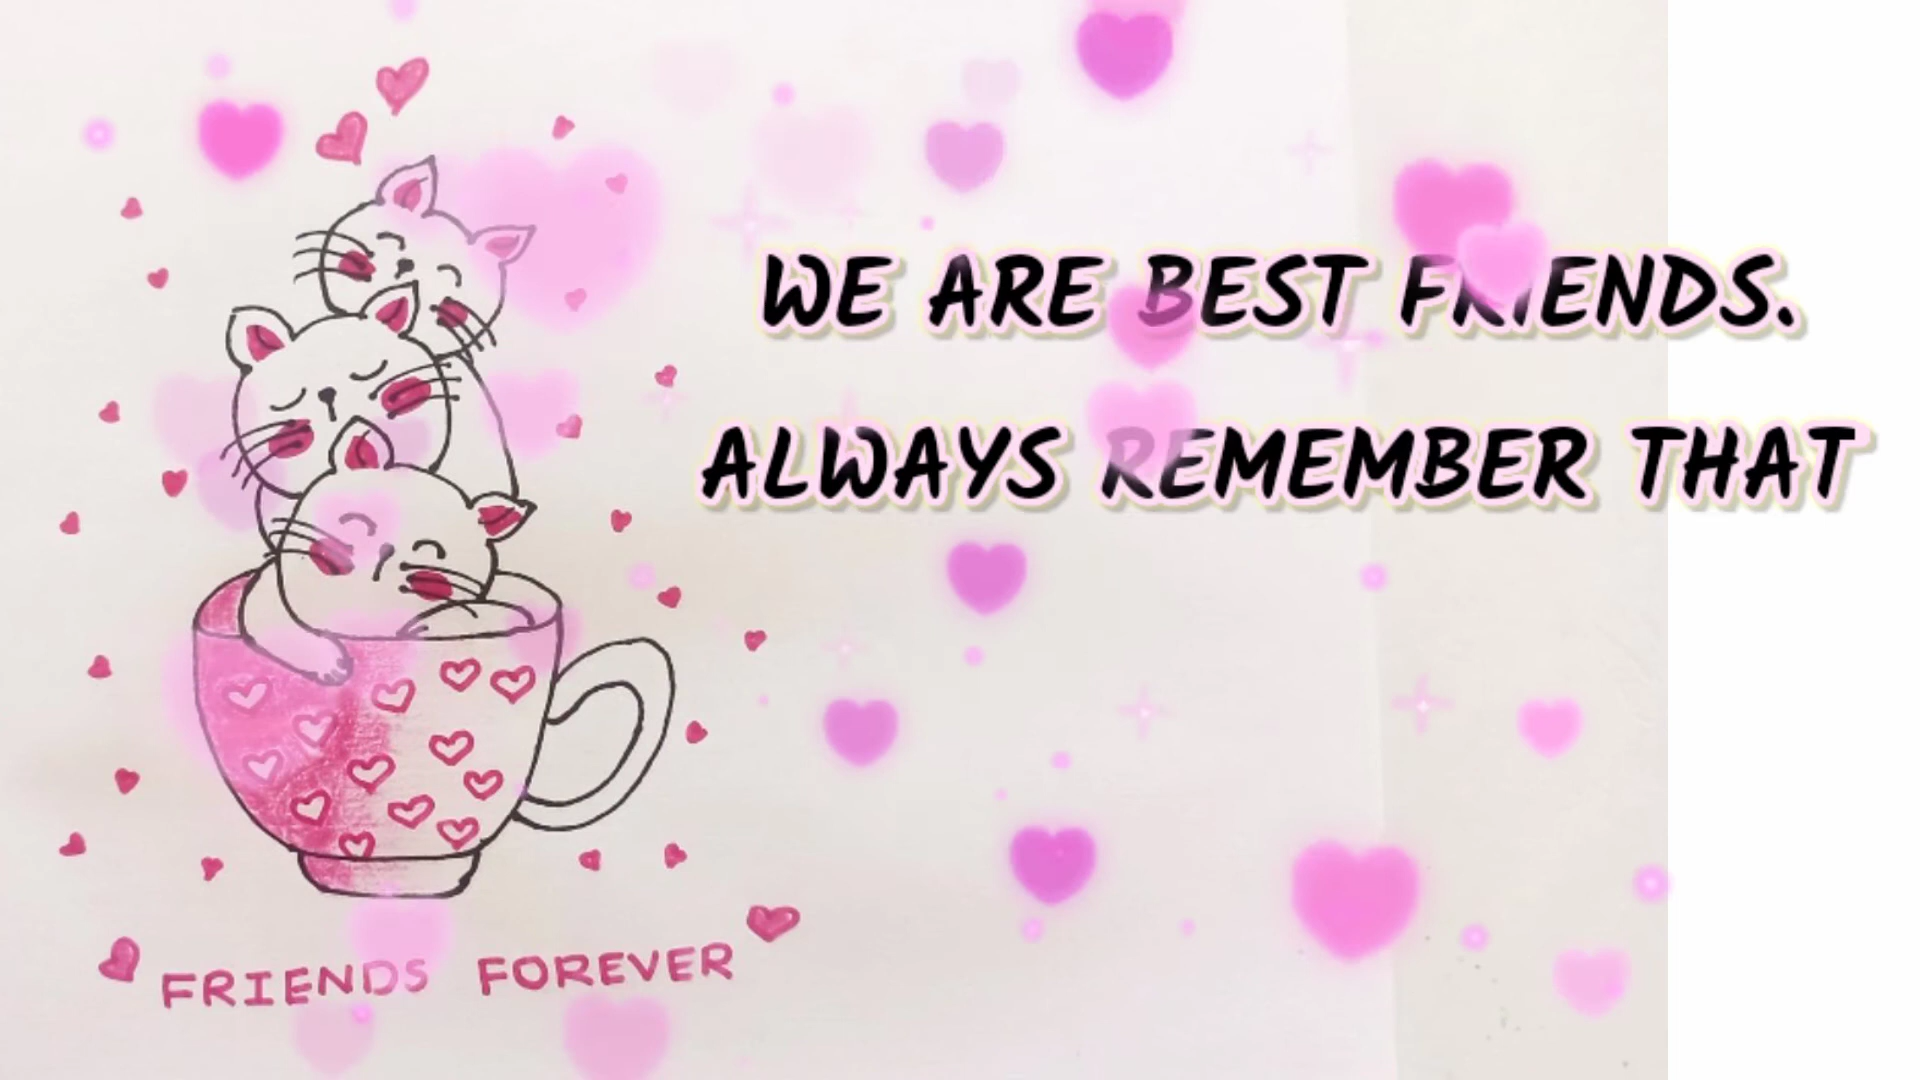 WE ARE BEST FRIENDS.
ALWAYS REMEMBER THAT
FRIENDS FOREVER